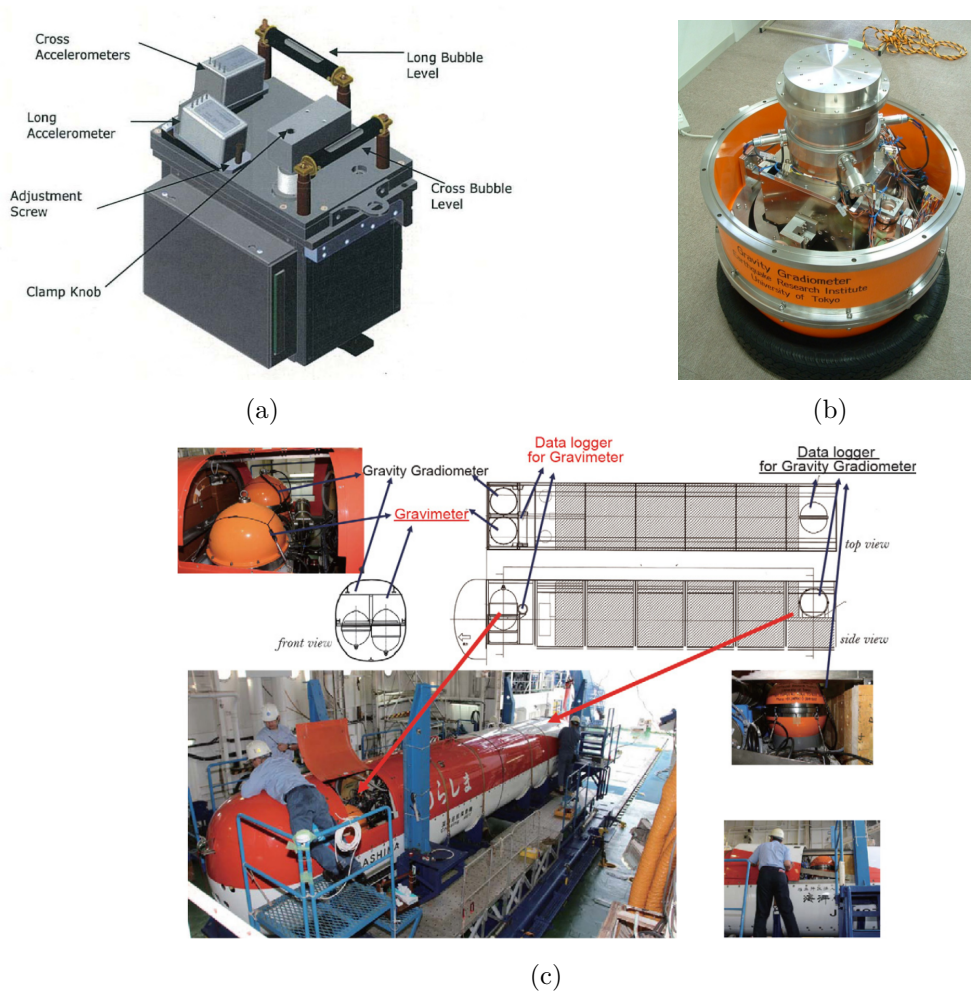 Cross
Accelerometers
Long Bubble
Level
Long
Accelerometer
Adjustment
Screw
Cross Bubble
Level
Clamp Knob
(a)
Gravity Gradiometer
Earthquake Research Institute
University of Tokyo
(b)
Data logger
for Gravimeter
Data logger
for Gravity Gradiometer
Gravity Gradiometer
Gravimeter
top view
front view
side view
らしま
ASHIMA
(c)